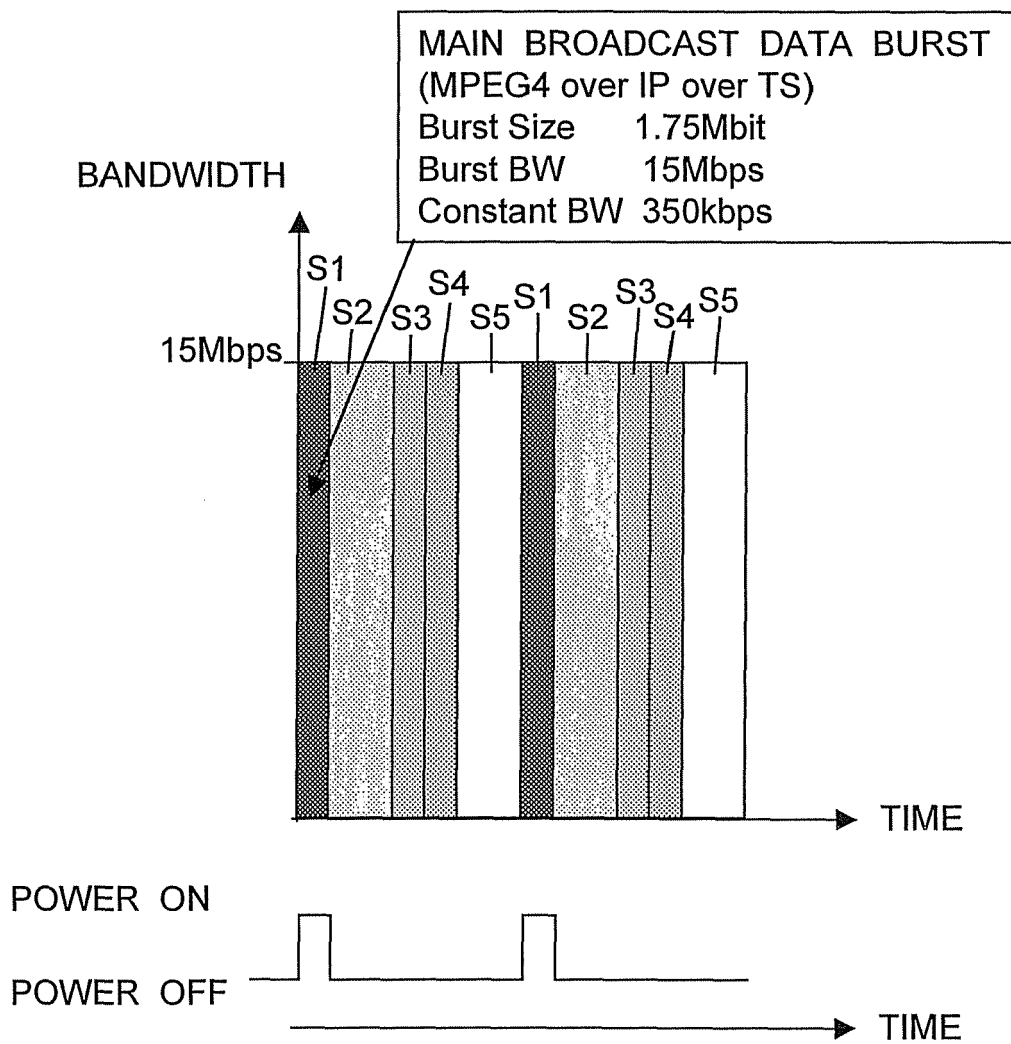 MAIN BROADCAST DATA BURST
(MPEG4 over IP over TS)
Burst Size 1.75Mbit
Burst BW 15Mbps
Constant BW 350kbps
BANDWIDTH
S1 S2 S3 S4 S5 S1 S2 S3 S4 S5
15Mbps
TIME
POWER ON
POWER OFF
TIME